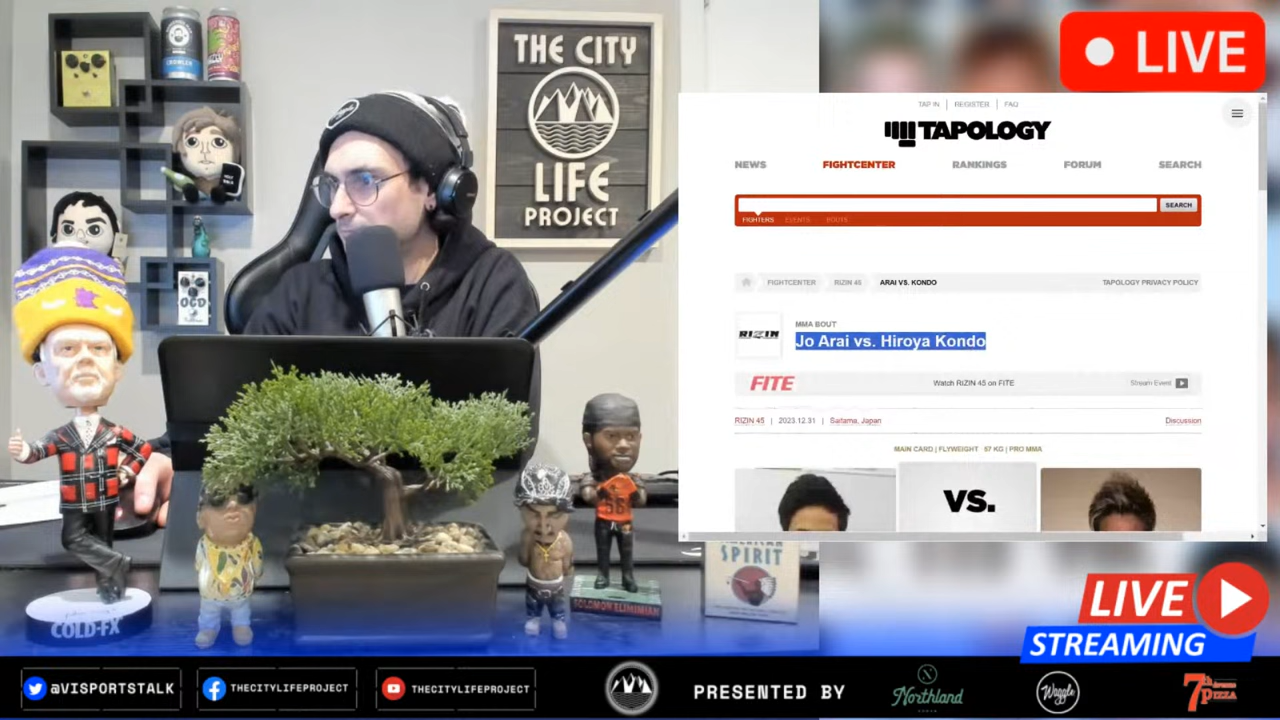 THE CITY
LIFE
PROJECT
OCD
COLD-FX
SOLOMON ELIMIMIAN
56
SPIRIT
LIVE
TAP IN | REGISTER | FAQ
TAPOLOGY
NEWS FIGHTCENTER RANKINGS FORUM SEARCH
SEARCH
FIGHTERS EVENTS BOUTS
FIGHTCENTER RIZIN 45 ARAI VS. KONDO TAPOLOGY PRIVACY POLICY
RIZIN
MMA BOUT
Jo Arai vs. Hiroya Kondo
FITE Watch RIZIN 45 on FITE Stream Event
RIZIN 45 | 2023.12.31 | Saitama, Japan Discussion
MAIN CARD | FLYWEIGHT · 57 KG | PRO MMA
VS.
LIVE
STREAMING
@VISPORTSTALK THECITYLIFEPROJECT THECITYLIFEPROJECT PRESENTED BY Northland Waggle 7th Avenue PIZZA